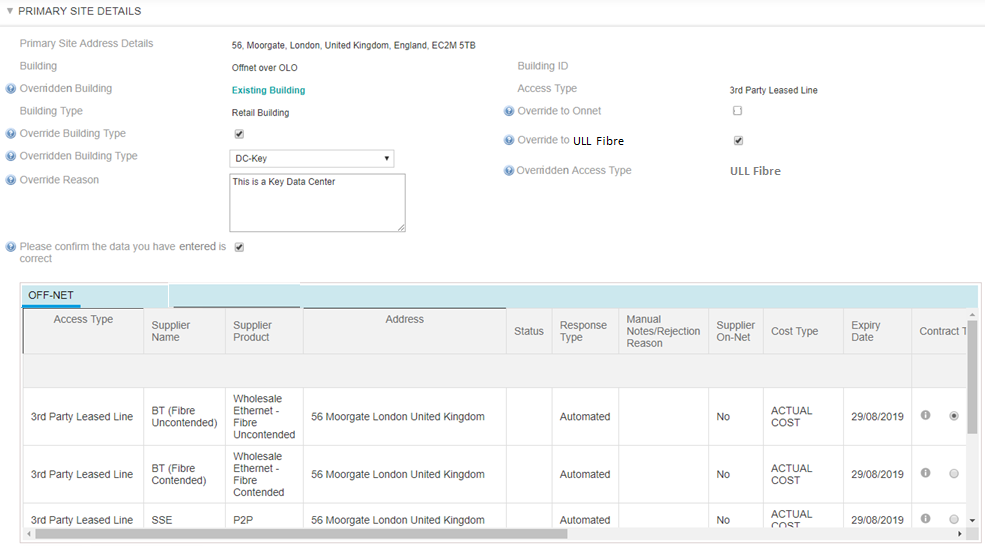 PRIMARY SITE DETAILS
Primary Site Address Details
56, Moorgate, London, United Kingdom, England, EC2M 5TB
Building
Offnet over OLO
Building ID
Overridden Building
Existing Building
Access Type
3rd Party Leased Line
Building Type
Retail Building
Override to Onnet
Override Building Type
Override to ULL Fibre
Overridden Building Type
DC-Key
Overridden Access Type
ULL Fibre
Override Reason
This is a Key Data Center
Please confirm the data you have entered is
correct
OFF-NET
Access Type
Supplier
Name
Supplier
Product
Address
Status
Response
Type
Manual
Notes/Rejection
Reason
Supplier
On-Net
Cost Type
Expiry
Date
Contract T
3rd Party Leased Line
BT (Fibre
Uncontended)
Wholesale
Ethernet -
Fibre
Uncontended
56 Moorgate London United Kingdom
Automated
No
ACTUAL
COST
29/08/2019
3rd Party Leased Line
BT (Fibre
Contended)
Wholesale
Ethernet -
Fibre
Contended
56 Moorgate London United Kingdom
Automated
No
ACTUAL
COST
29/08/2019
3rd Party Leased Line
SSE
P2P
56 Moorgate London United Kingdom
Automated
No
ACTUAL
COST
29/08/2019